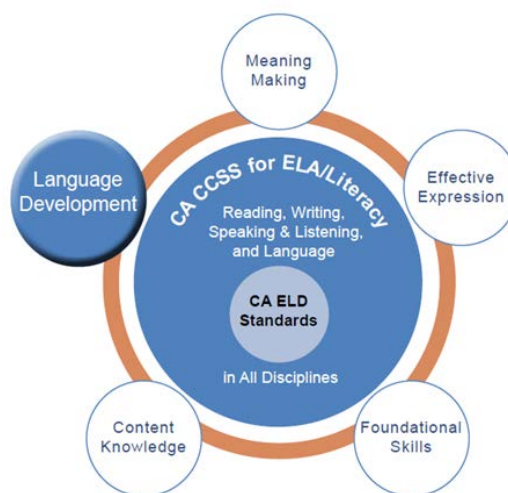 Meaning
Making
Language
Development
Effective
Expression
CA CCSS for ELA/Literacy
Reading, Writing,
Speaking & Listening,
and Language
CA ELD
Standards
in All Disciplines
Content
Knowledge
Foundational
Skills